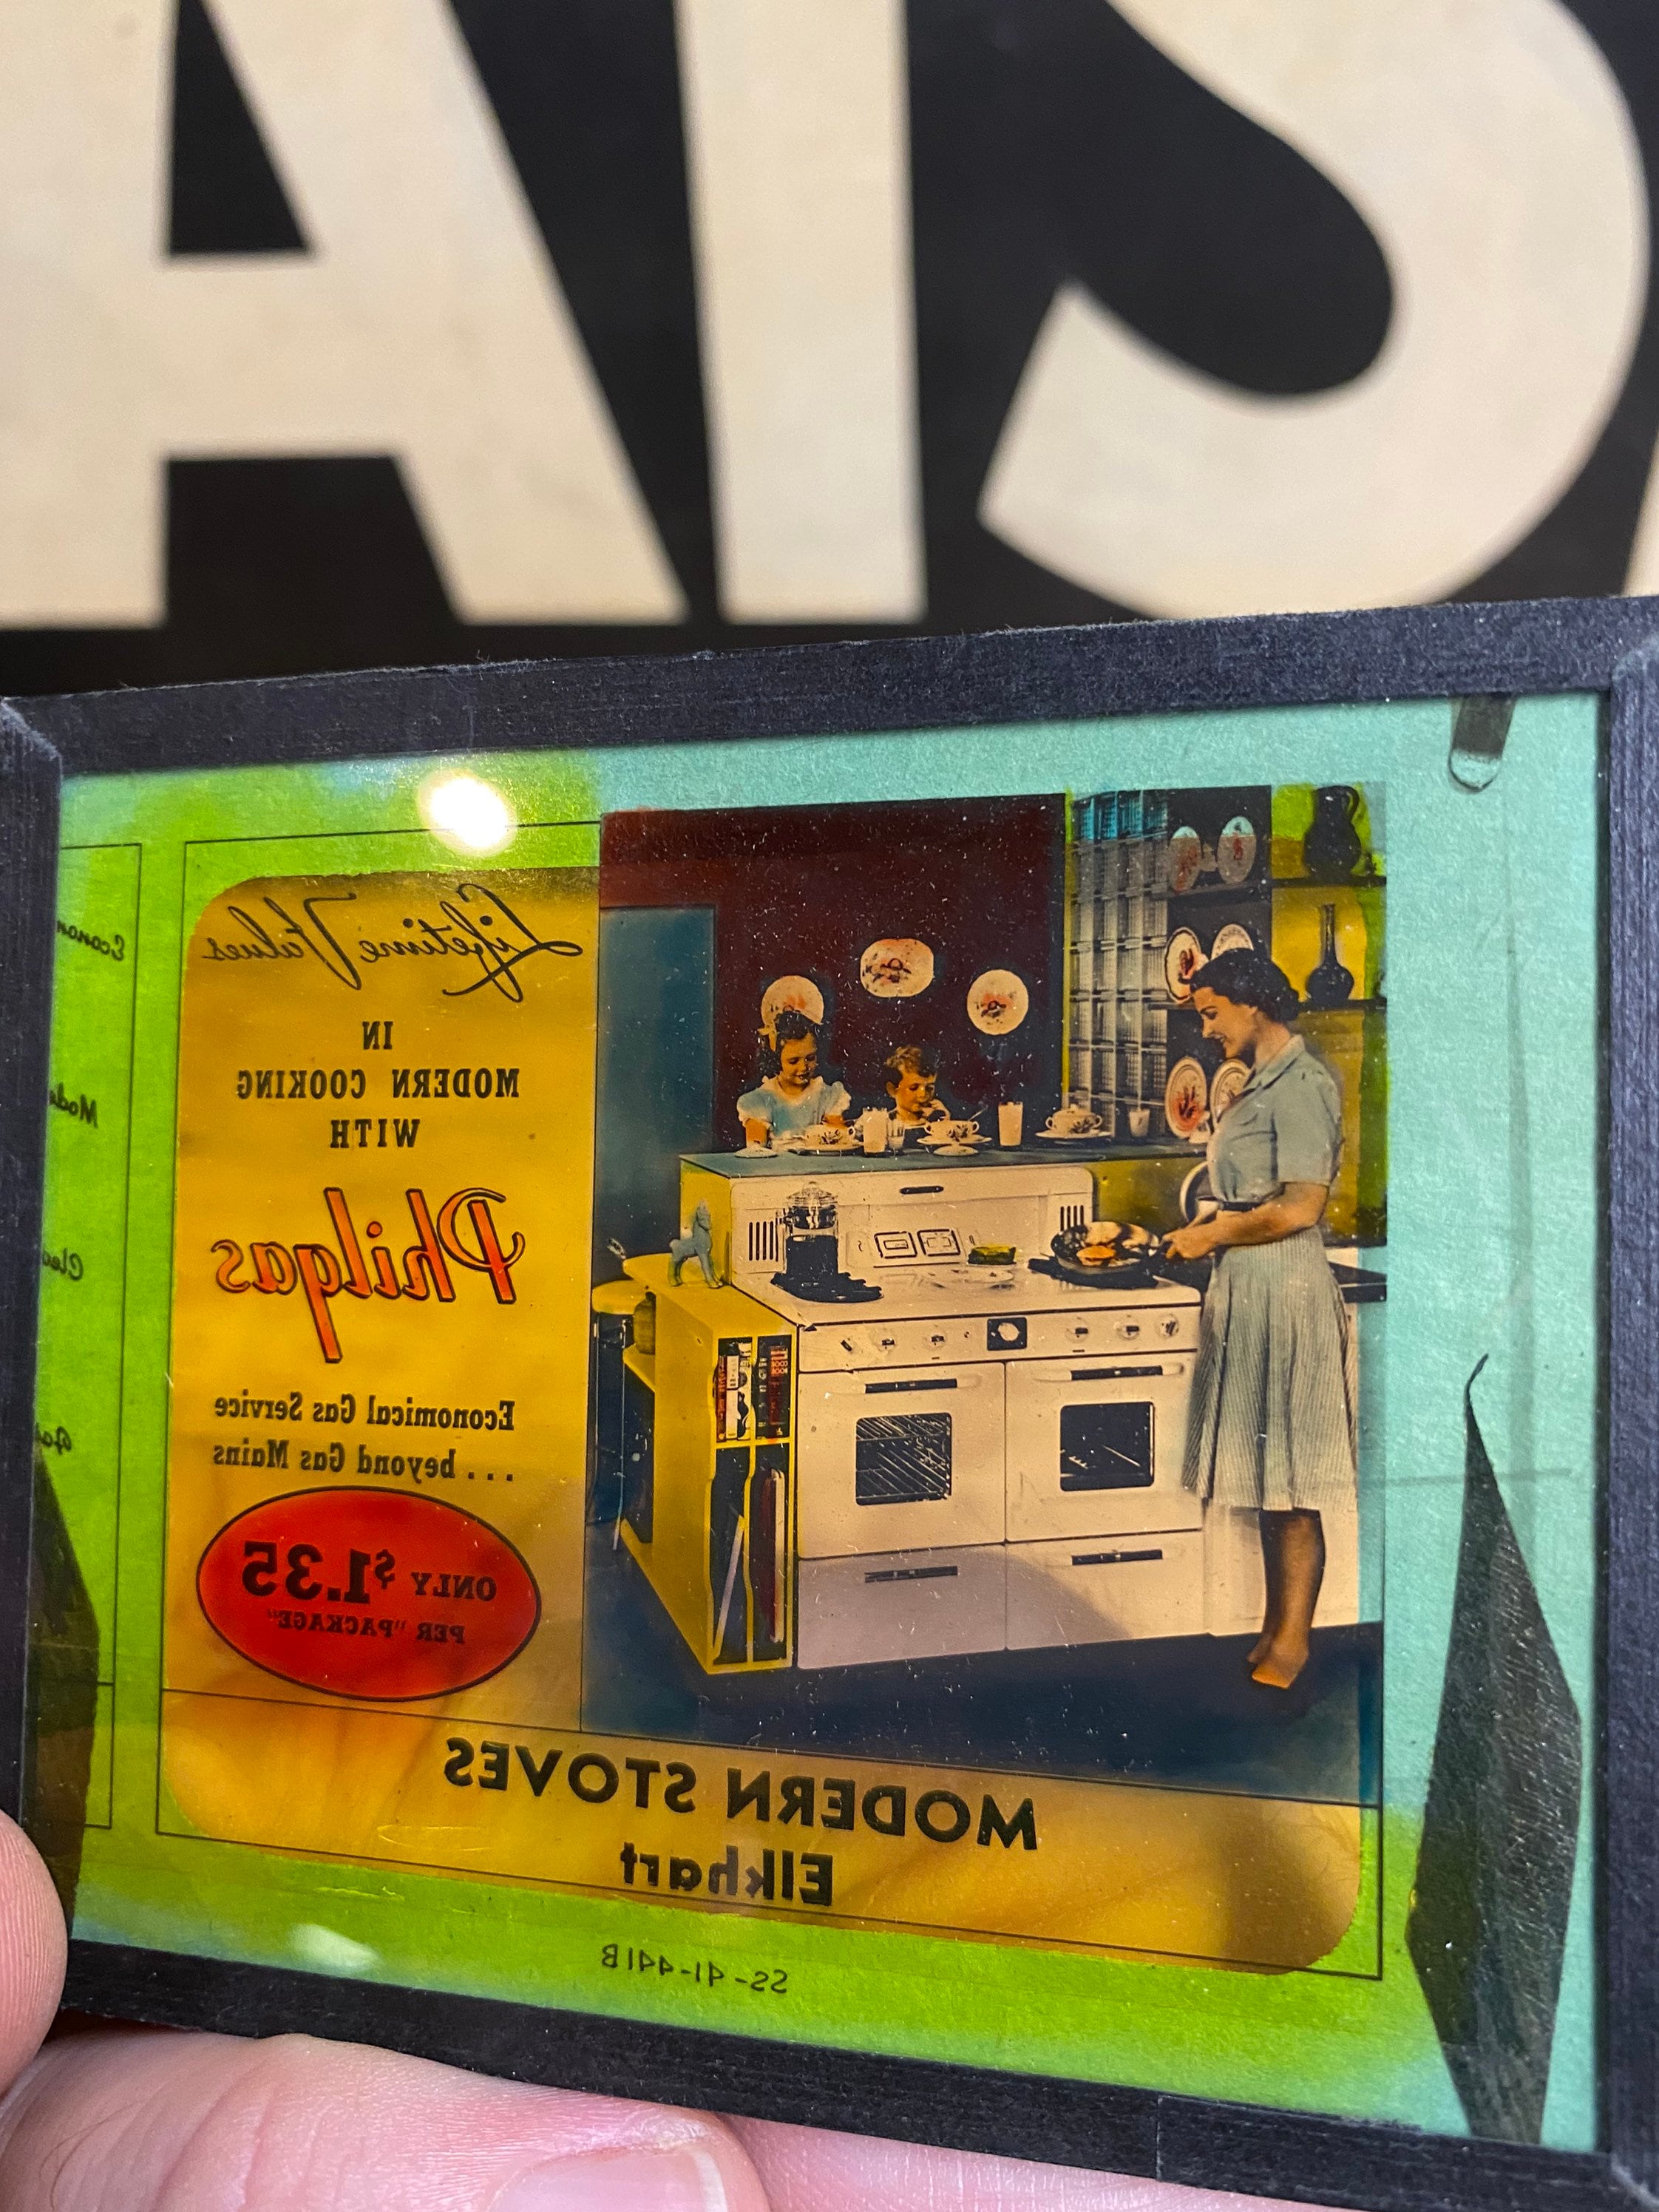 AIS
Lifetime Values
IN
MODERN COOKING
WITH
Philgas
Economical Gas Service
... beyond Gas Mains
ONLY $1.35
PER "PACKAGE"
MODERN STOVES
Elkhart
SS-41-441B